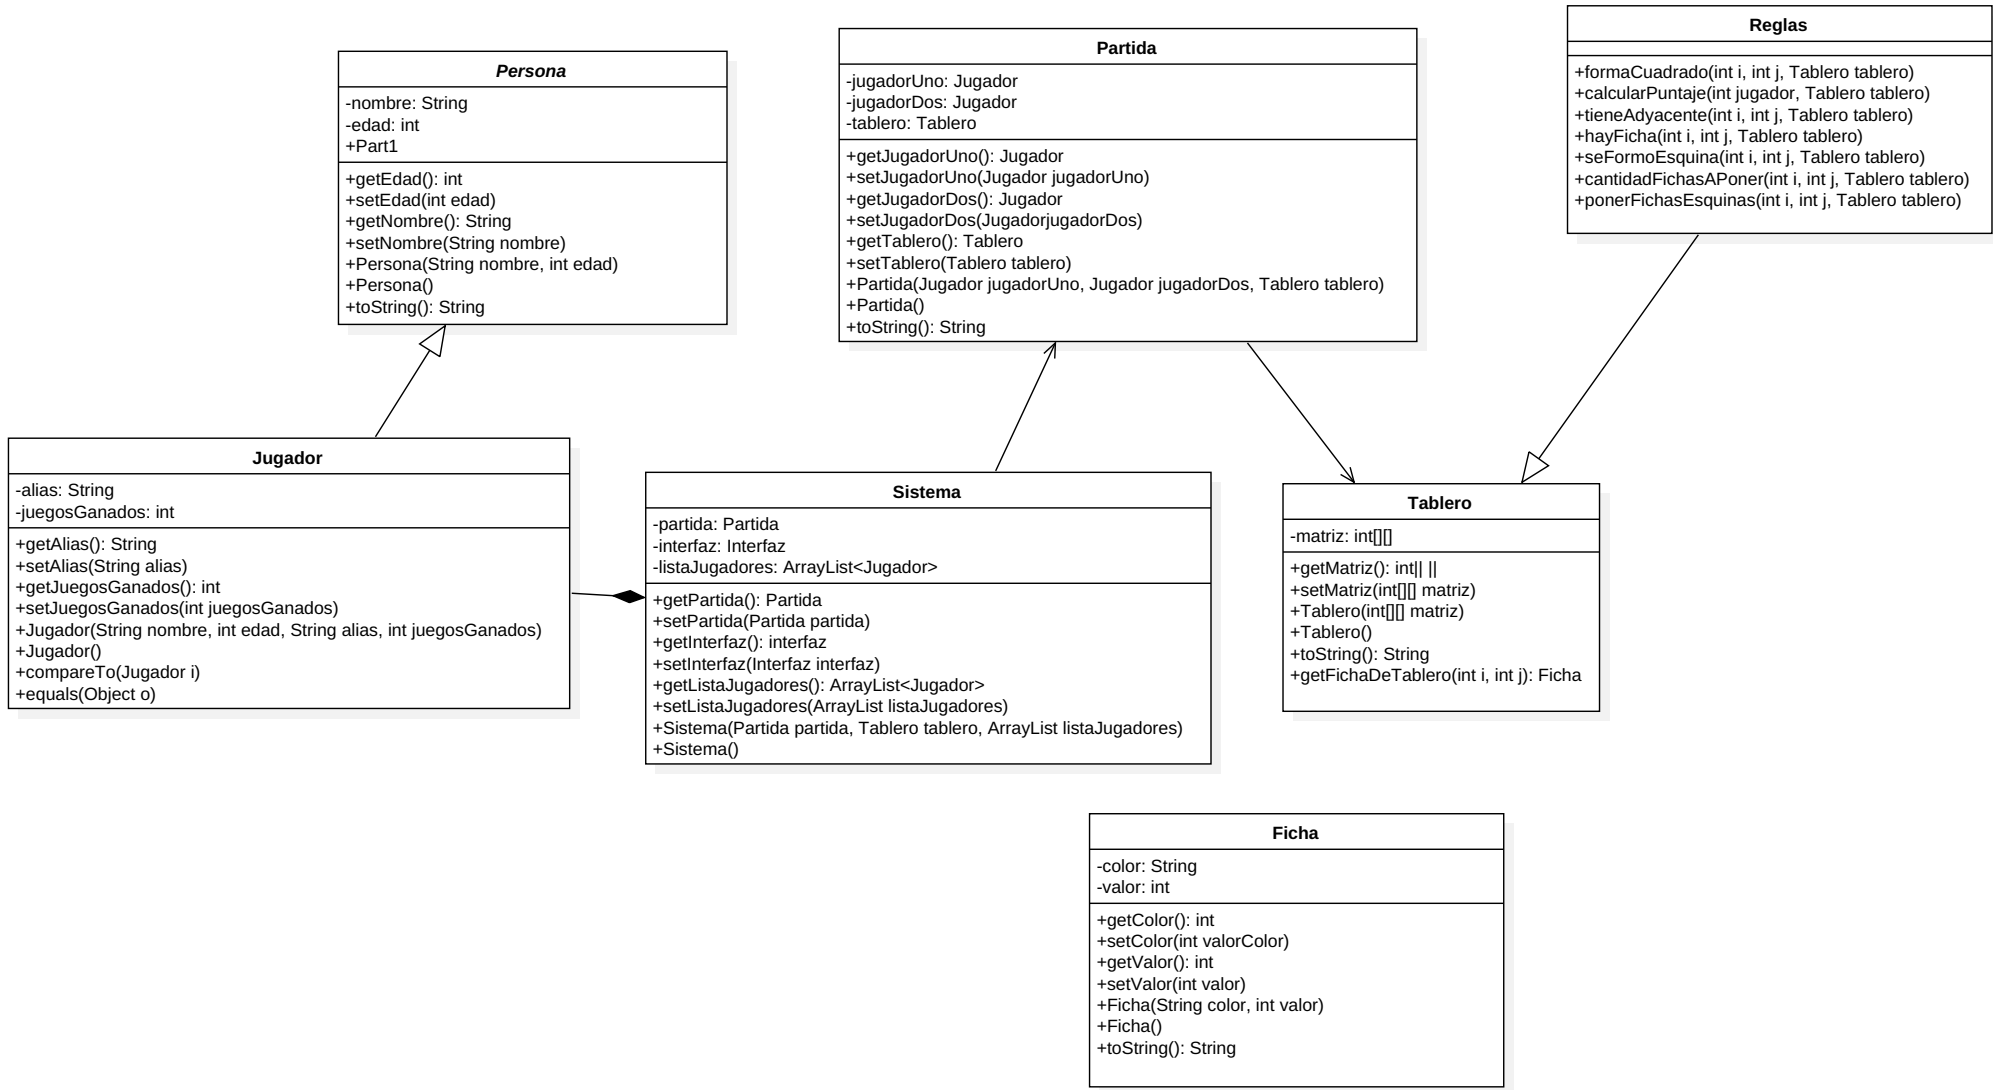 Persona
-nombre: String
-edad: int
+Part1
+getEdad(): int
+setEdad(int edad)
+getNombre(): String
+setNombre(String nombre)
+Persona(String nombre, int edad)
+Persona()
+toString(): String
Partida
-jugadorUno: Jugador
-jugadorDos: Jugador
-tablero: Tablero
+getJugadorUno(): Jugador
+setJugadorUno(Jugador jugadorUno)
+getJugadorDos(): Jugador
+setJugadorDos(JugadorjugadorDos)
+getTablero(): Tablero
+setTablero(Tablero tablero)
+Partida(Jugador jugadorUno, Jugador jugadorDos, Tablero tablero)
+Partida()
+toString(): String
Reglas
+formaCuadrado(int i, int j, Tablero tablero)
+calcularPuntaje(int jugador, Tablero tablero)
+tieneAdyacente(int i, int j, Tablero tablero)
+hayFicha(int i, int j, Tablero tablero)
+seFormoEsquina(int i, int j, Tablero tablero)
+cantidadFichasAPoner(int i, int j, Tablero tablero)
+ponerFichasEsquinas(int i, int j, Tablero tablero)
Jugador
-alias: String
-juegosGanados: int
+getAlias(): String
+setAlias(String alias)
+getJuegosGanados(): int
+setJuegosGanados(int juegosGanados)
+Jugador(String nombre, int edad, String alias, int juegosGanados)
+Jugador()
+compareTo(Jugador i)
+equals(Object o)
Sistema
-partida: Partida
-interfaz: Interfaz
-listaJugadores: ArrayList<Jugador>
+getPartida(): Partida
+setPartida(Partida partida)
+getInterfaz(): interfaz
+setInterfaz(Interfaz interfaz)
+getListaJugadores(): ArrayList<Jugador>
+setListaJugadores(ArrayList listaJugadores)
+Sistema(Partida partida, Tablero tablero, ArrayList listaJugadores)
+Sistema()
Tablero
-matriz: int[][]
+getMatriz(): int|| ||
+setMatriz(int[][] matriz)
+Tablero(int[][] matriz)
+Tablero()
+toString(): String
+getFichaDeTablero(int i, int j): Ficha
Ficha
-color: String
-valor: int
+getColor(): int
+setColor(int valorColor)
+getValor(): int
+setValor(int valor)
+Ficha(String color, int valor)
+Ficha()
+toString(): String